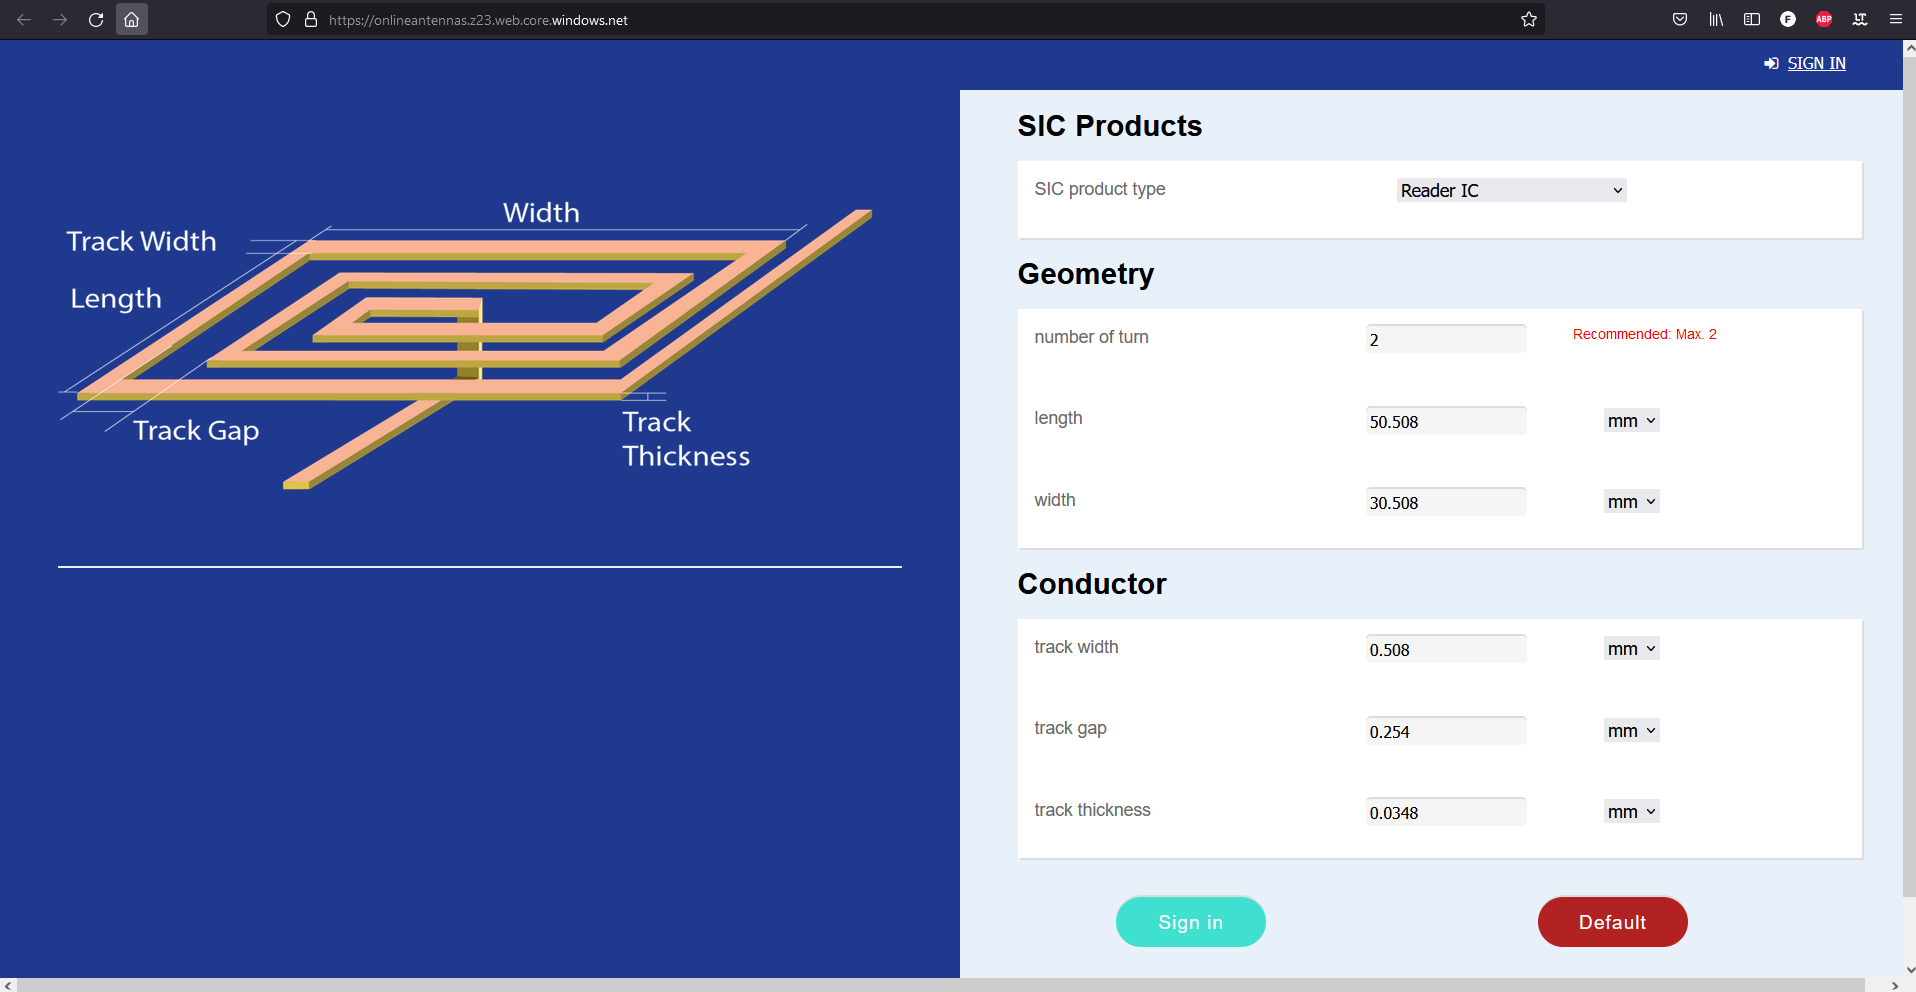 https://onlineantennas.z23.web.core.windows.net
F
ABP
LT
SIGN IN
Width
Track Width
Length
Track Gap
Track
Thickness
SIC Products
SIC product type Reader IC
Geometry
number of turn 2 Recommended: Max. 2
length 50.508 mm
width 30.508 mm
Conductor
track width 0.508 mm
track gap 0.254 mm
track thickness 0.0348 mm
Sign in Default